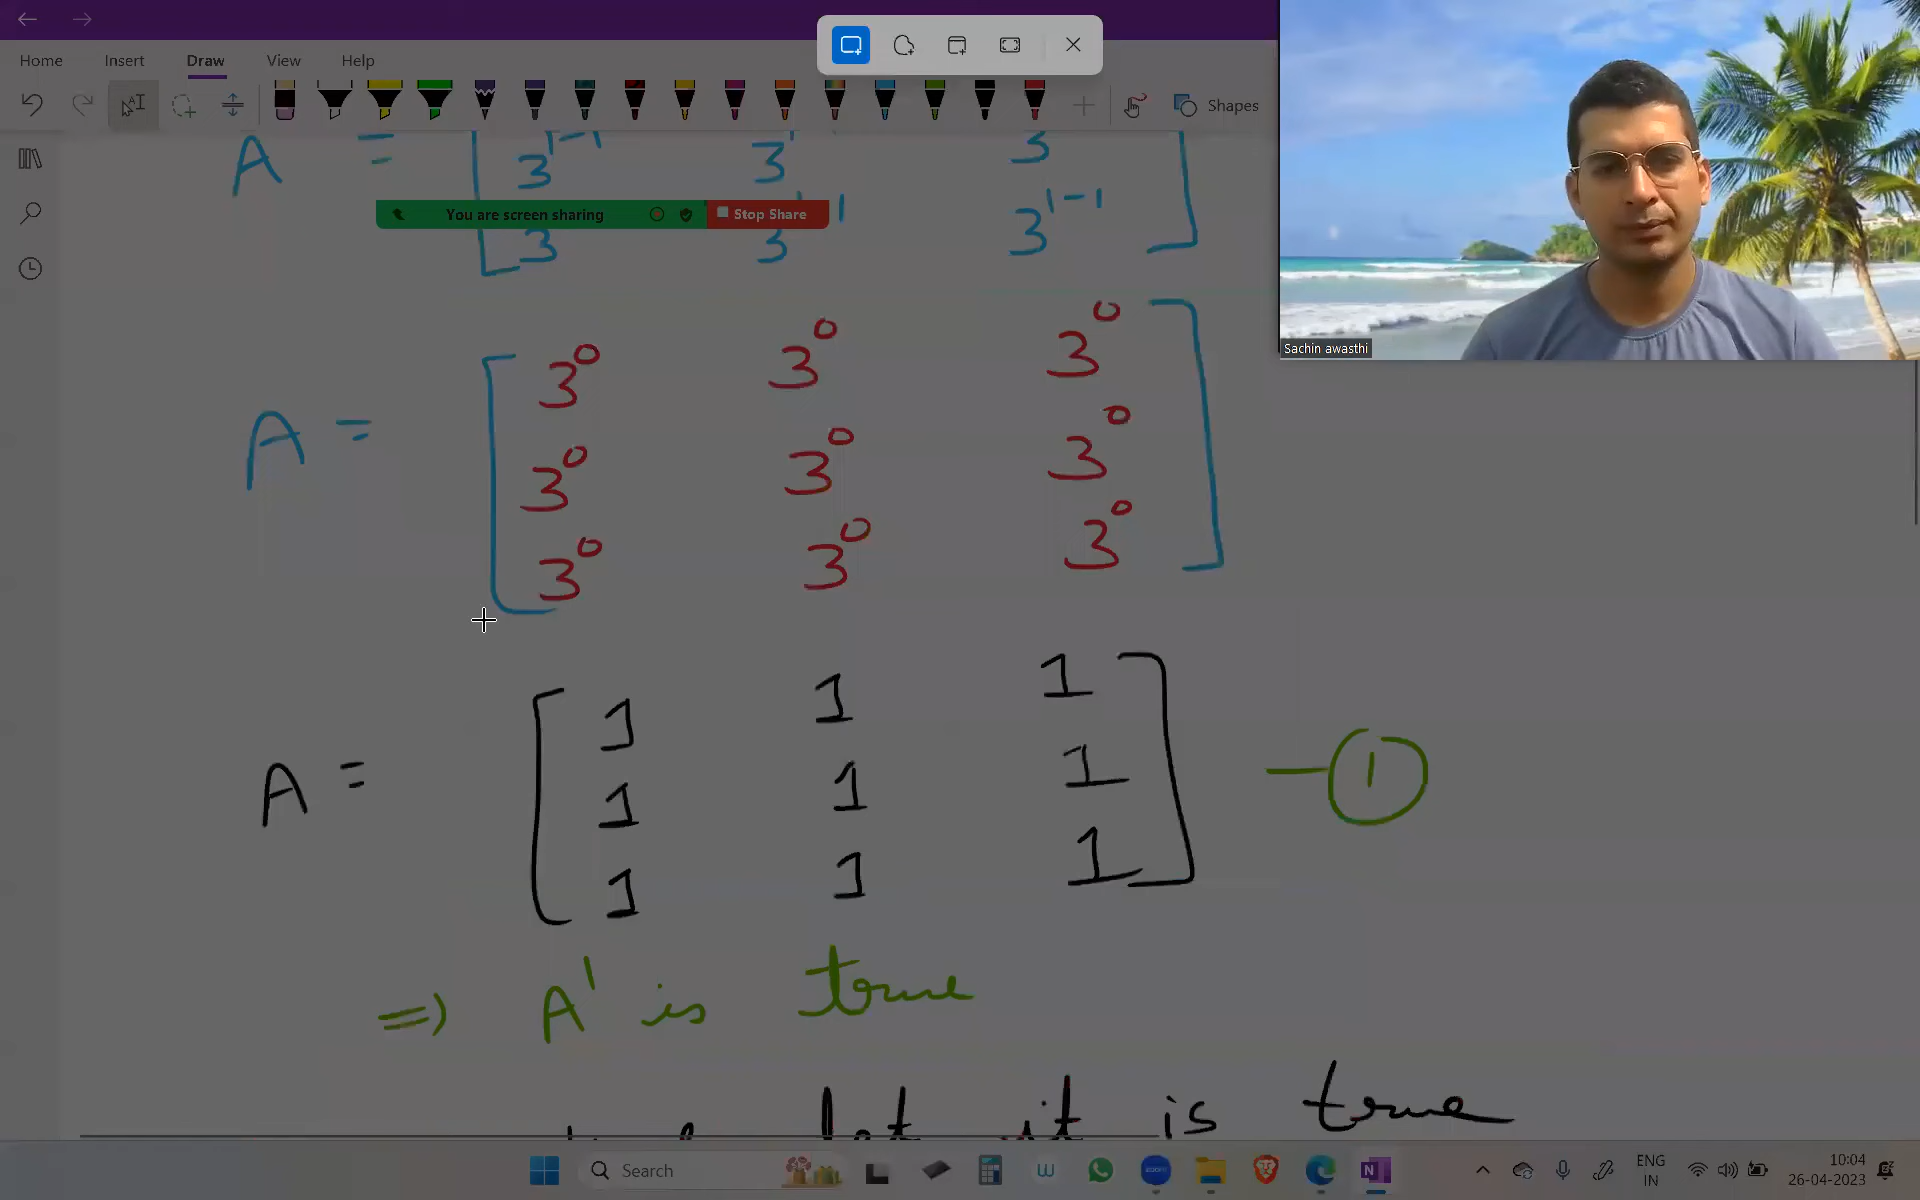 Home Insert Draw View Help
Shapes
A = 3^{1-1} 3^1 3
You are screen sharing Stop Share
3 3^{1} 1 3^{1-1}
Sachin awasthi
3^0 3^0 3^0
A = 3^0 3^0 3^0
3^0 3^0 3^0
1 1 1
A = 1 1 1 — 1
1 1 1
=> A' is true
let it is true
Search
ENG
IN
10:04
26-04-2023